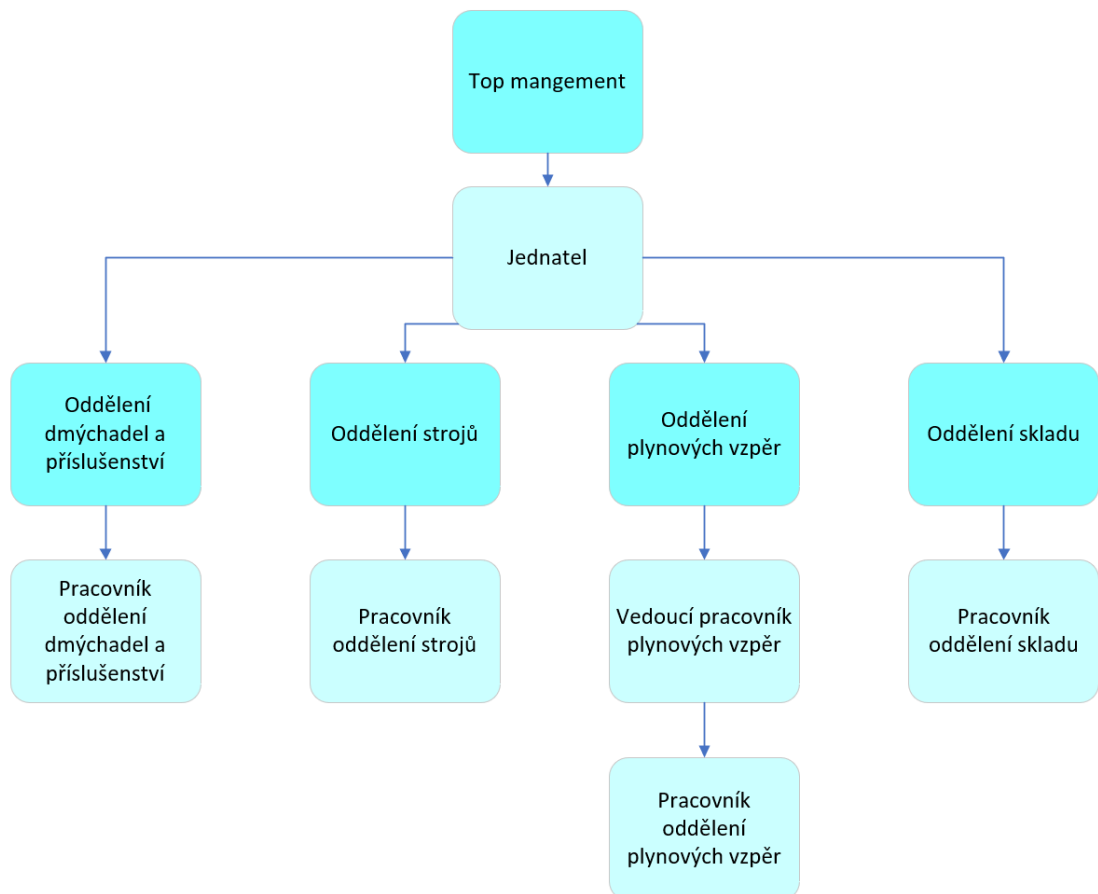 Top mangement
Jednatel
Oddělení
dmýchadel a
příslušenství
Oddělení strojů
Oddělení
plynových vzpěr
Oddělení skladu
Pracovník
oddělení
dmýchadel a
příslušenství
Pracovník
oddělení strojů
Vedoucí pracovník
plynových vzpěr
Pracovník
oddělení skladu
Pracovník
oddělení
plynových vzpěr